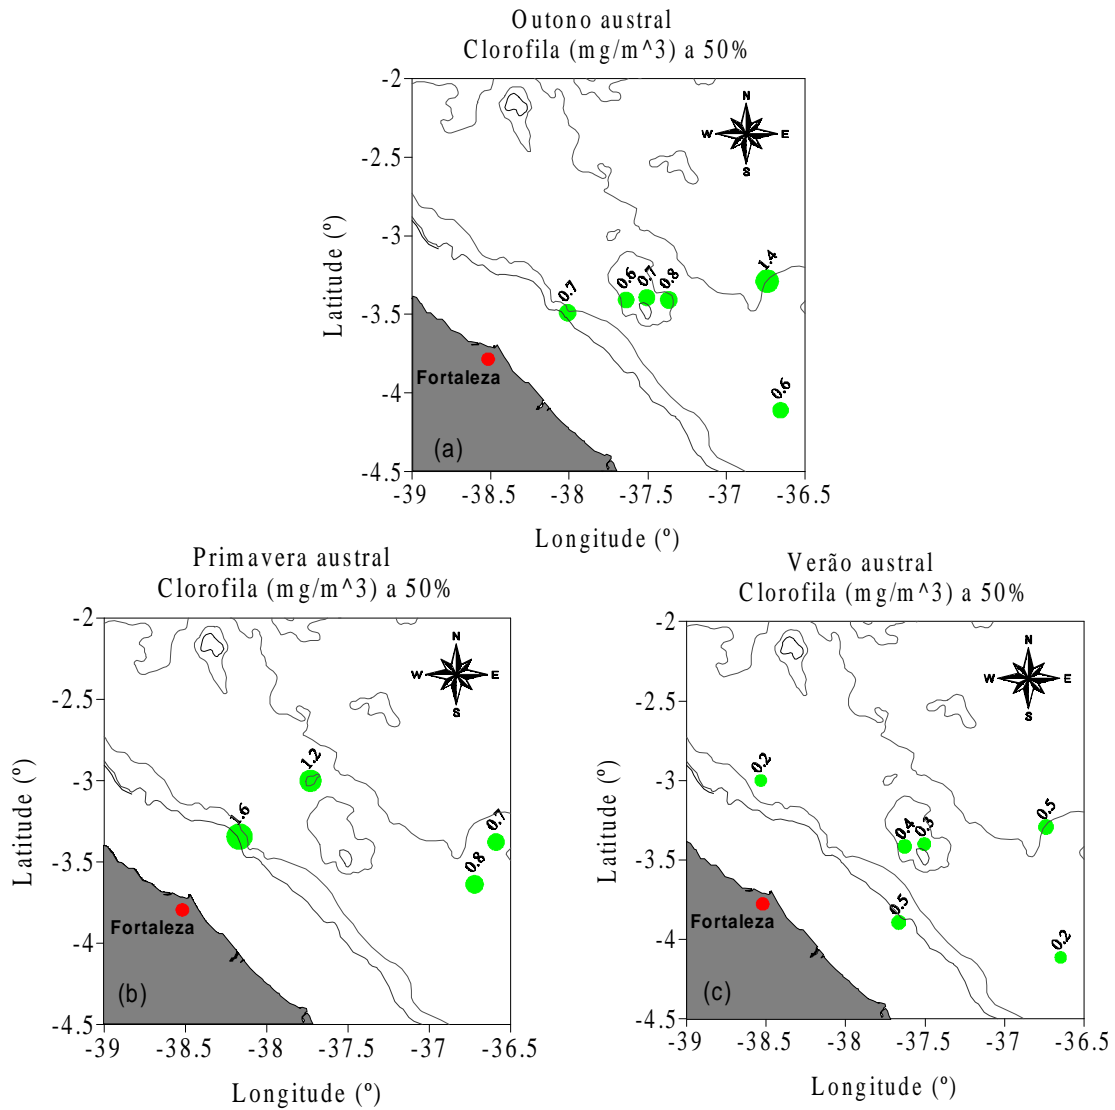 Outono austral
Clorofila (mg/m^3) a 50%
-2
-2.5
-3
-3.5
-4
-4.5
Latitude (º)
N
W E
S
1.4
0.6 0.7 0.8
0.7
0.6
Fortaleza
(a)
-39 -38.5 -38 -37.5 -37 -36.5
Longitude (º)
Primavera austral
Clorofila (mg/m^3) a 50%
-2
-2.5
-3
-3.5
-4
-4.5
Latitude (º)
N
W E
S
1.2
1.6
0.7
0.8
Fortaleza
(b)
-39 -38.5 -38 -37.5 -37 -36.5
Longitude (º)
Verão austral
Clorofila (mg/m^3) a 50%
-2
-2.5
-3
-3.5
-4
-4.5
Latitude (º)
N
W E
S
0.2
0.5
0.4 0.3
0.5
0.2
Fortaleza
(c)
-39 -38.5 -38 -37.5 -37 -36.5
Longitude (º)